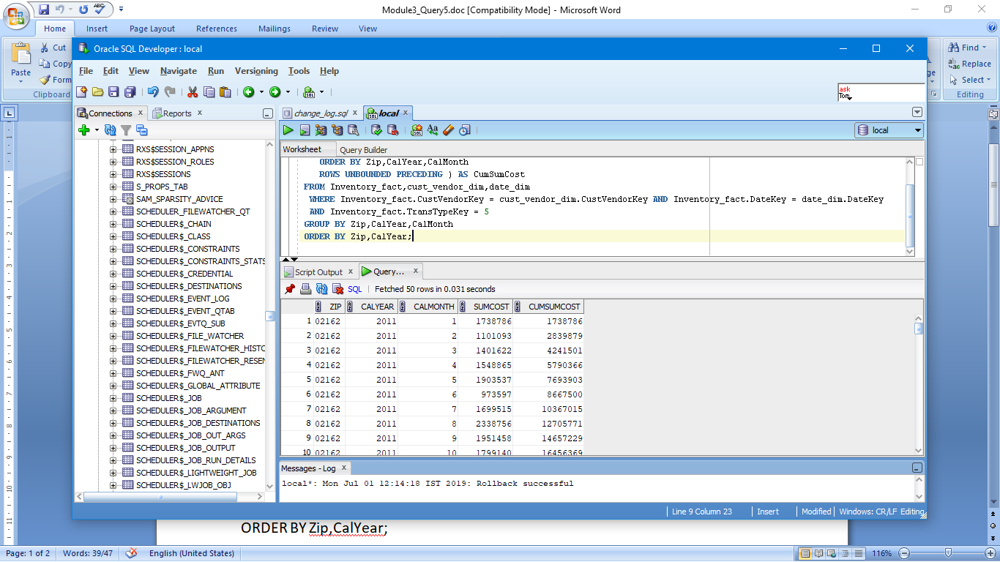 Module3_Query5.doc [Compatibility Mode] - Microsoft Word
Home Insert Page Layout References Mailings Review View
Paste
Cut
Copy
Form
Clipboard
Find
Replace
Select
Editing
Oracle SQL Developer : local
File Edit View Navigate Run Versioning Tools Help
ask
Tom
Connections x Reports x
change_log.sql x local x
local
Worksheet Query Builder
RXS$SESSION_APPNS
RXS$SESSION_ROLES
RXS$SESSIONS
S_PROPS_TAB
SAM_SPARSITY_ADVICE
SCHEDULER_FILEWATCHER_QT
SCHEDULER$_CHAIN
SCHEDULER$_CLASS
SCHEDULER$_CONSTRAINTS
SCHEDULER$_CONSTRAINTS_STATS
SCHEDULER$_CREDENTIAL
SCHEDULER$_DESTINATIONS
SCHEDULER$_EVENT_LOG
SCHEDULER$_EVENT_QTAB
SCHEDULER$_EVTQ_SUB
SCHEDULER$_FILE_WATCHER
SCHEDULER$_FILEWATCHER_HISTO
SCHEDULER$_FILEWATCHER_RESEN
SCHEDULER$_FWQ_ANT
SCHEDULER$_GLOBAL_ATTRIBUTE
SCHEDULER$_JOB
SCHEDULER$_JOB_ARGUMENT
SCHEDULER$_JOB_DESTINATIONS
SCHEDULER$_JOB_OUT_ARGS
SCHEDULER$_JOB_OUTPUT
SCHEDULER$_JOB_RUN_DETAILS
SCHEDULER$_LIGHTWEIGHT_JOB
SCHEDULER$_LWJOB_OBJ
ORDER BY Zip,CalYear,CalMonth
ROWS UNBOUNDED PRECEDING ) AS CumSumCost
FROM Inventory_fact,cust_vendor_dim,date_dim
WHERE Inventory_fact.CustVendorKey = cust_vendor_dim.CustVendorKey AND Inventory_fact.DateKey = date_dim.DateKey
AND Inventory_fact.TransTypeKey = 5
GROUP BY Zip,CalYear,CalMonth
ORDER BY Zip,CalYear;
Script Output x Query... x
SQL | Fetched 50 rows in 0.031 seconds
ZIP CALYEAR CALMONTH SUMCOST CUMSUMCOST
1 02162 2011 1 1738786 1738786
2 02162 2011 2 1101093 2839879
3 02162 2011 3 1401622 4241501
4 02162 2011 4 1548865 5790366
5 02162 2011 5 1903537 7693903
6 02162 2011 6 973597 8667500
7 02162 2011 7 1699515 10367015
8 02162 2011 8 2338756 12705771
9 02162 2011 9 1951458 14657229
10 02162 2011 10 1799140 16456369
Messages - Log x
local*: Mon Jul 01 12:14:18 IST 2019: Rollback successful
Line 9 Column 23 Insert Modified Windows: CR/LF Editing
ORDER BY Zip,CalYear;
Page: 1 of 2 Words: 39/47 English (United States) 116%